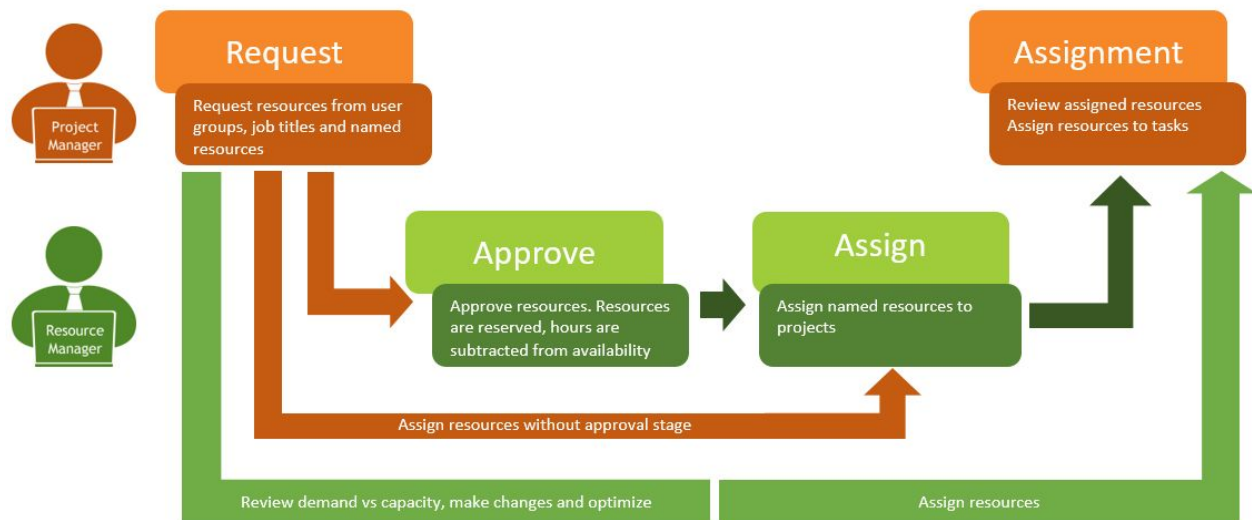 Request
Assignment
Project
Manager
Request resources from user
groups, job titles and named
resources
Review assigned resources
Assign resources to tasks
Approve
Assign
Resource
Manager
Approve resources. Resources
are reserved, hours are
subtracted from availability
Assign named resources to
projects
Assign resources without approval stage
Review demand vs capacity, make changes and optimize
Assign resources